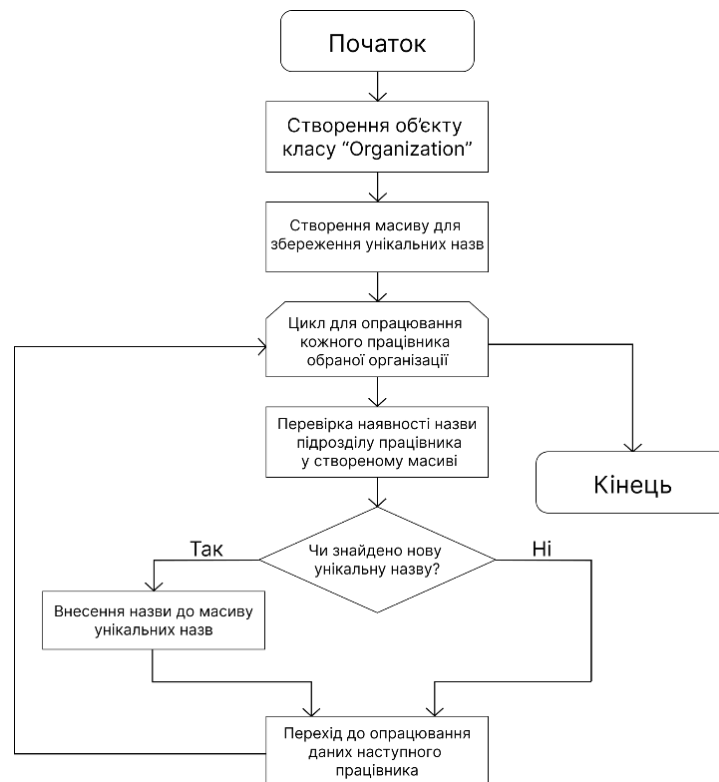 Початок
Створення об'єкту
класу “Organization”
Створення масиву для
збереження унікальних назв
Цикл для опрацювання
кожного працівника
обраної організації
Перевірка наявності назви
підрозділу працівника
у створеному масиві
Кінець
Чи знайдено нову
унікальну назву?
Так
Ні
Внесення назви до масиву
унікальних назв
Перехід до опрацювання
даних наступного
працівника